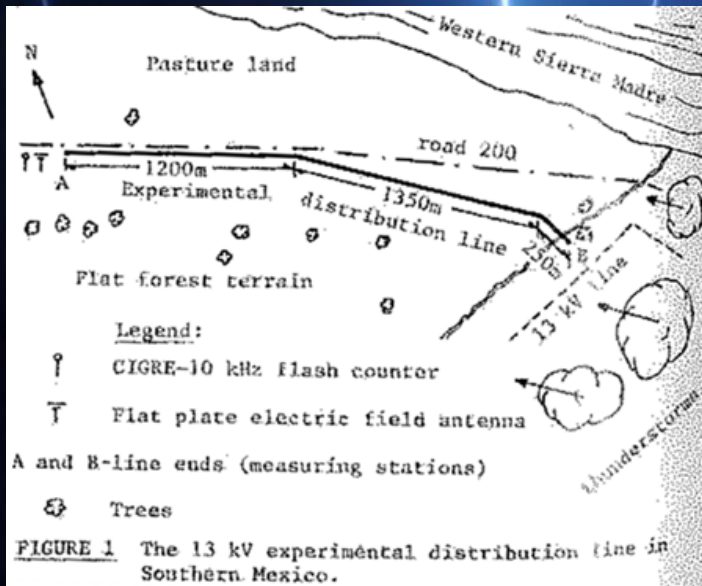 Western Sierra Madre
N
Pasture land
road 200
1200m
A
Experimental
1350m
distribution line
250m
B
13 kV line
Flat forest terrain
Legend:
CIGRE-10 kHz flash counter
Flat plate electric field antenna
thunderstorms
A and B-line ends (measuring stations)
Trees
FIGURE 1 The 13 kV experimental distribution line in
Southern Mexico.